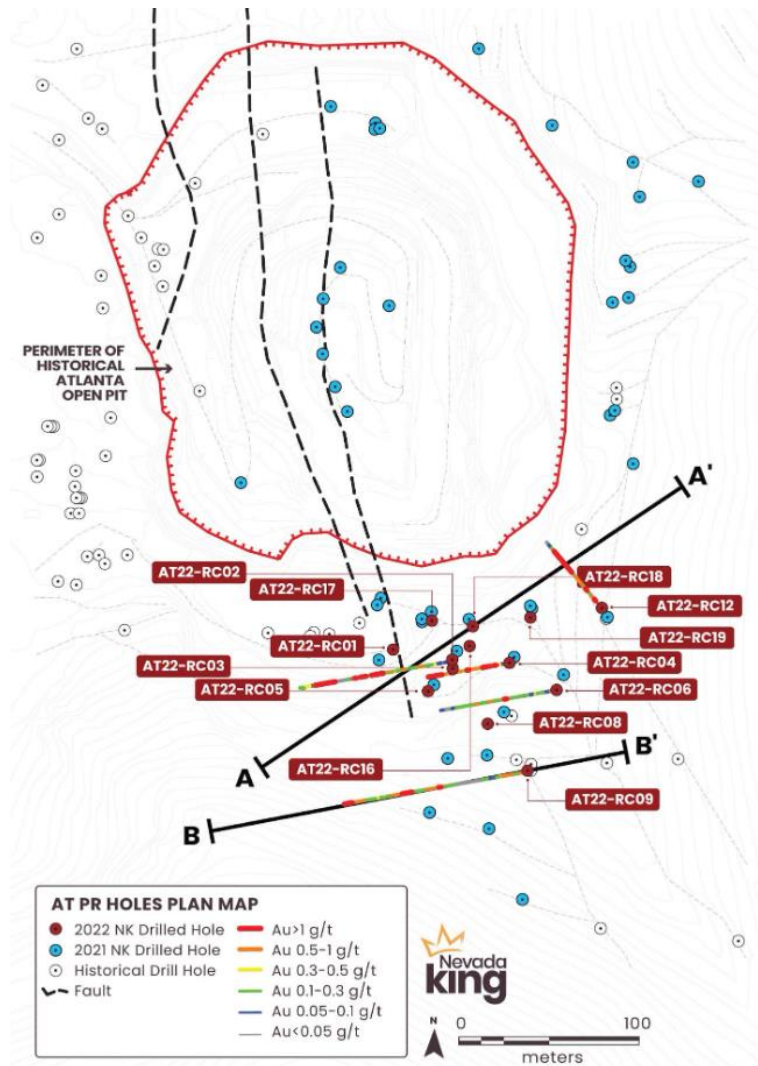 PERIMETER OF
HISTORICAL
ATLANTA
OPEN PIT
A'
AT22-RC02
AT22-RC17
AT22-RC18
AT22-RC12
AT22-RC19
AT22-RC01
AT22-RC03
AT22-RC04
AT22-RC05
AT22-RC06
AT22-RC08
B'
A
AT22-RC16
AT22-RC09
B
AT PR HOLES PLAN MAP
2022 NK Drilled Hole
2021 NK Drilled Hole
Historical Drill Hole
Fault
Au>1 g/t
Au 0.5-1 g/t
Au 0.3-0.5 g/t
Au 0.1-0.3 g/t
Au 0.05-0.1 g/t
Au<0.05 g/t
Nevada
king
N
0 100
meters